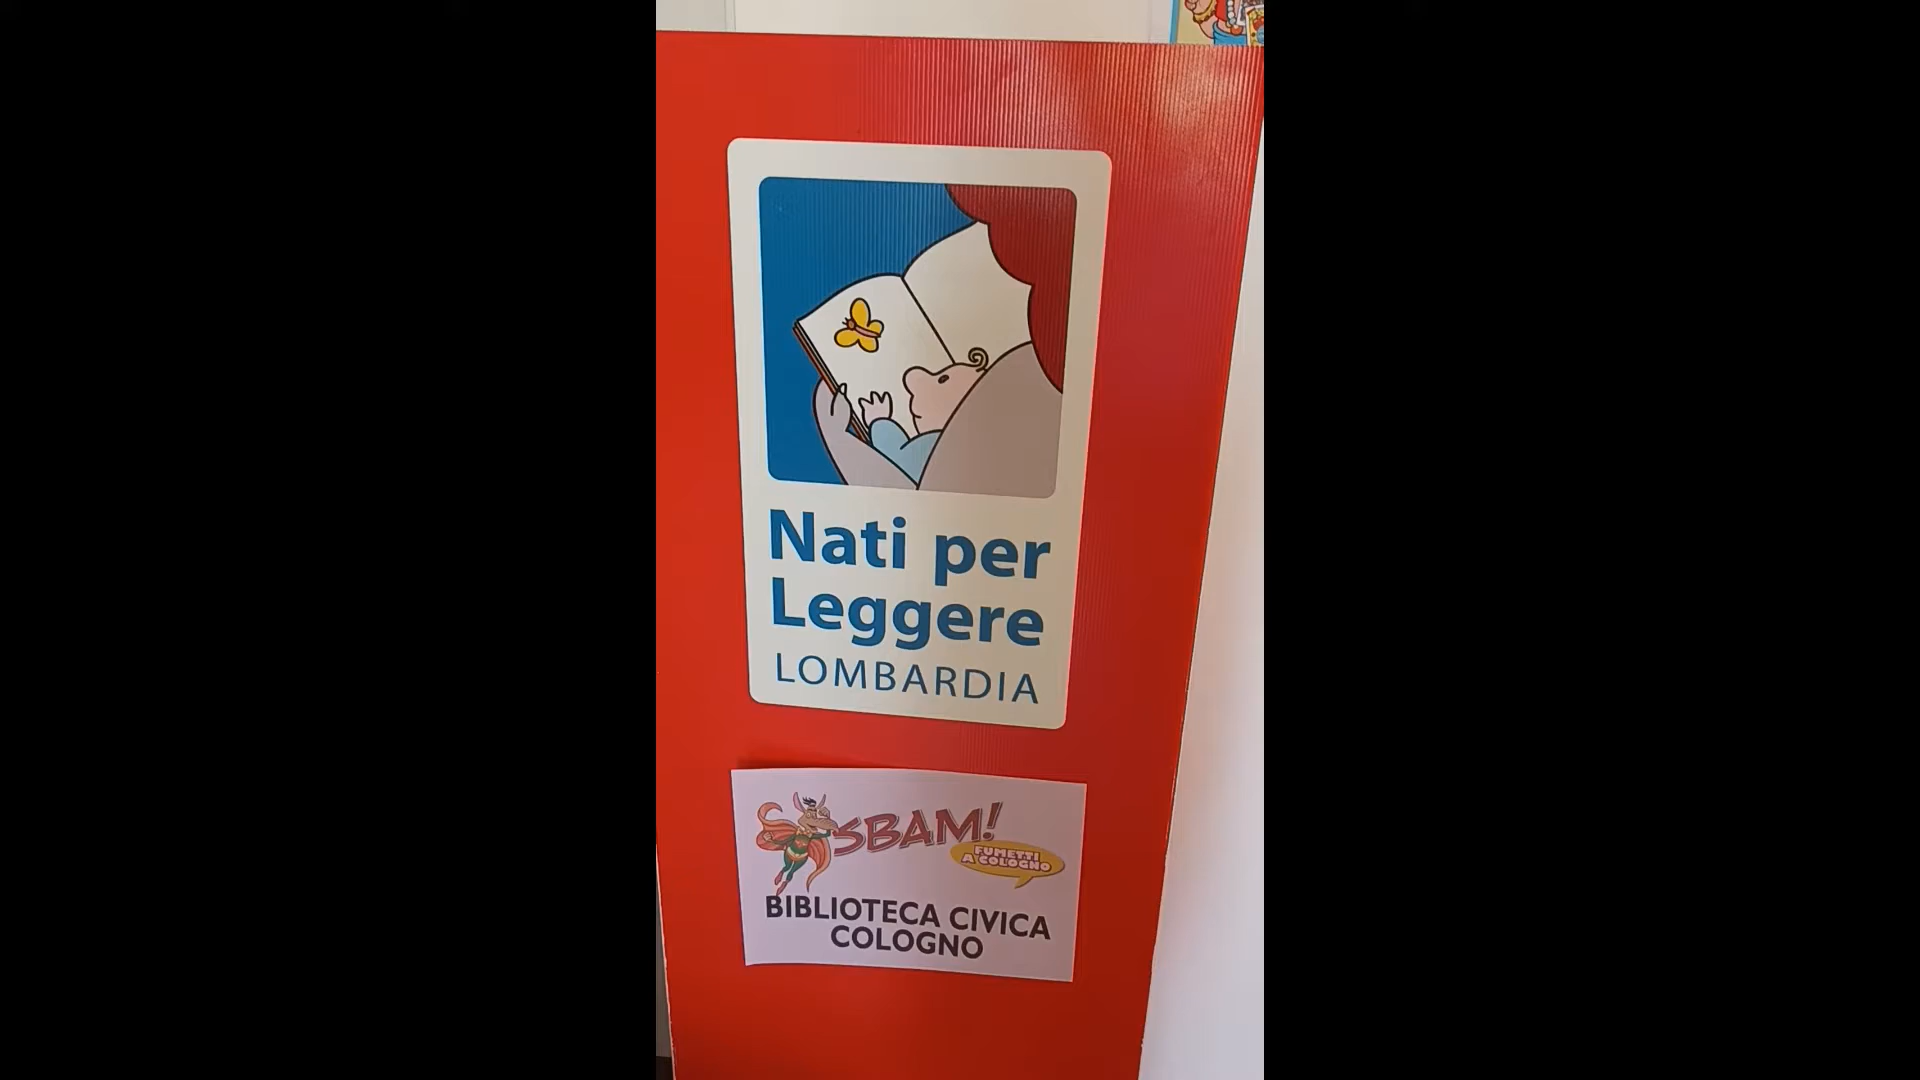 Nati per
Leggere
LOMBARDIA
SBAM!
FUMETTI
A COLOGNO
BIBLIOTECA CIVICA
COLOGNO